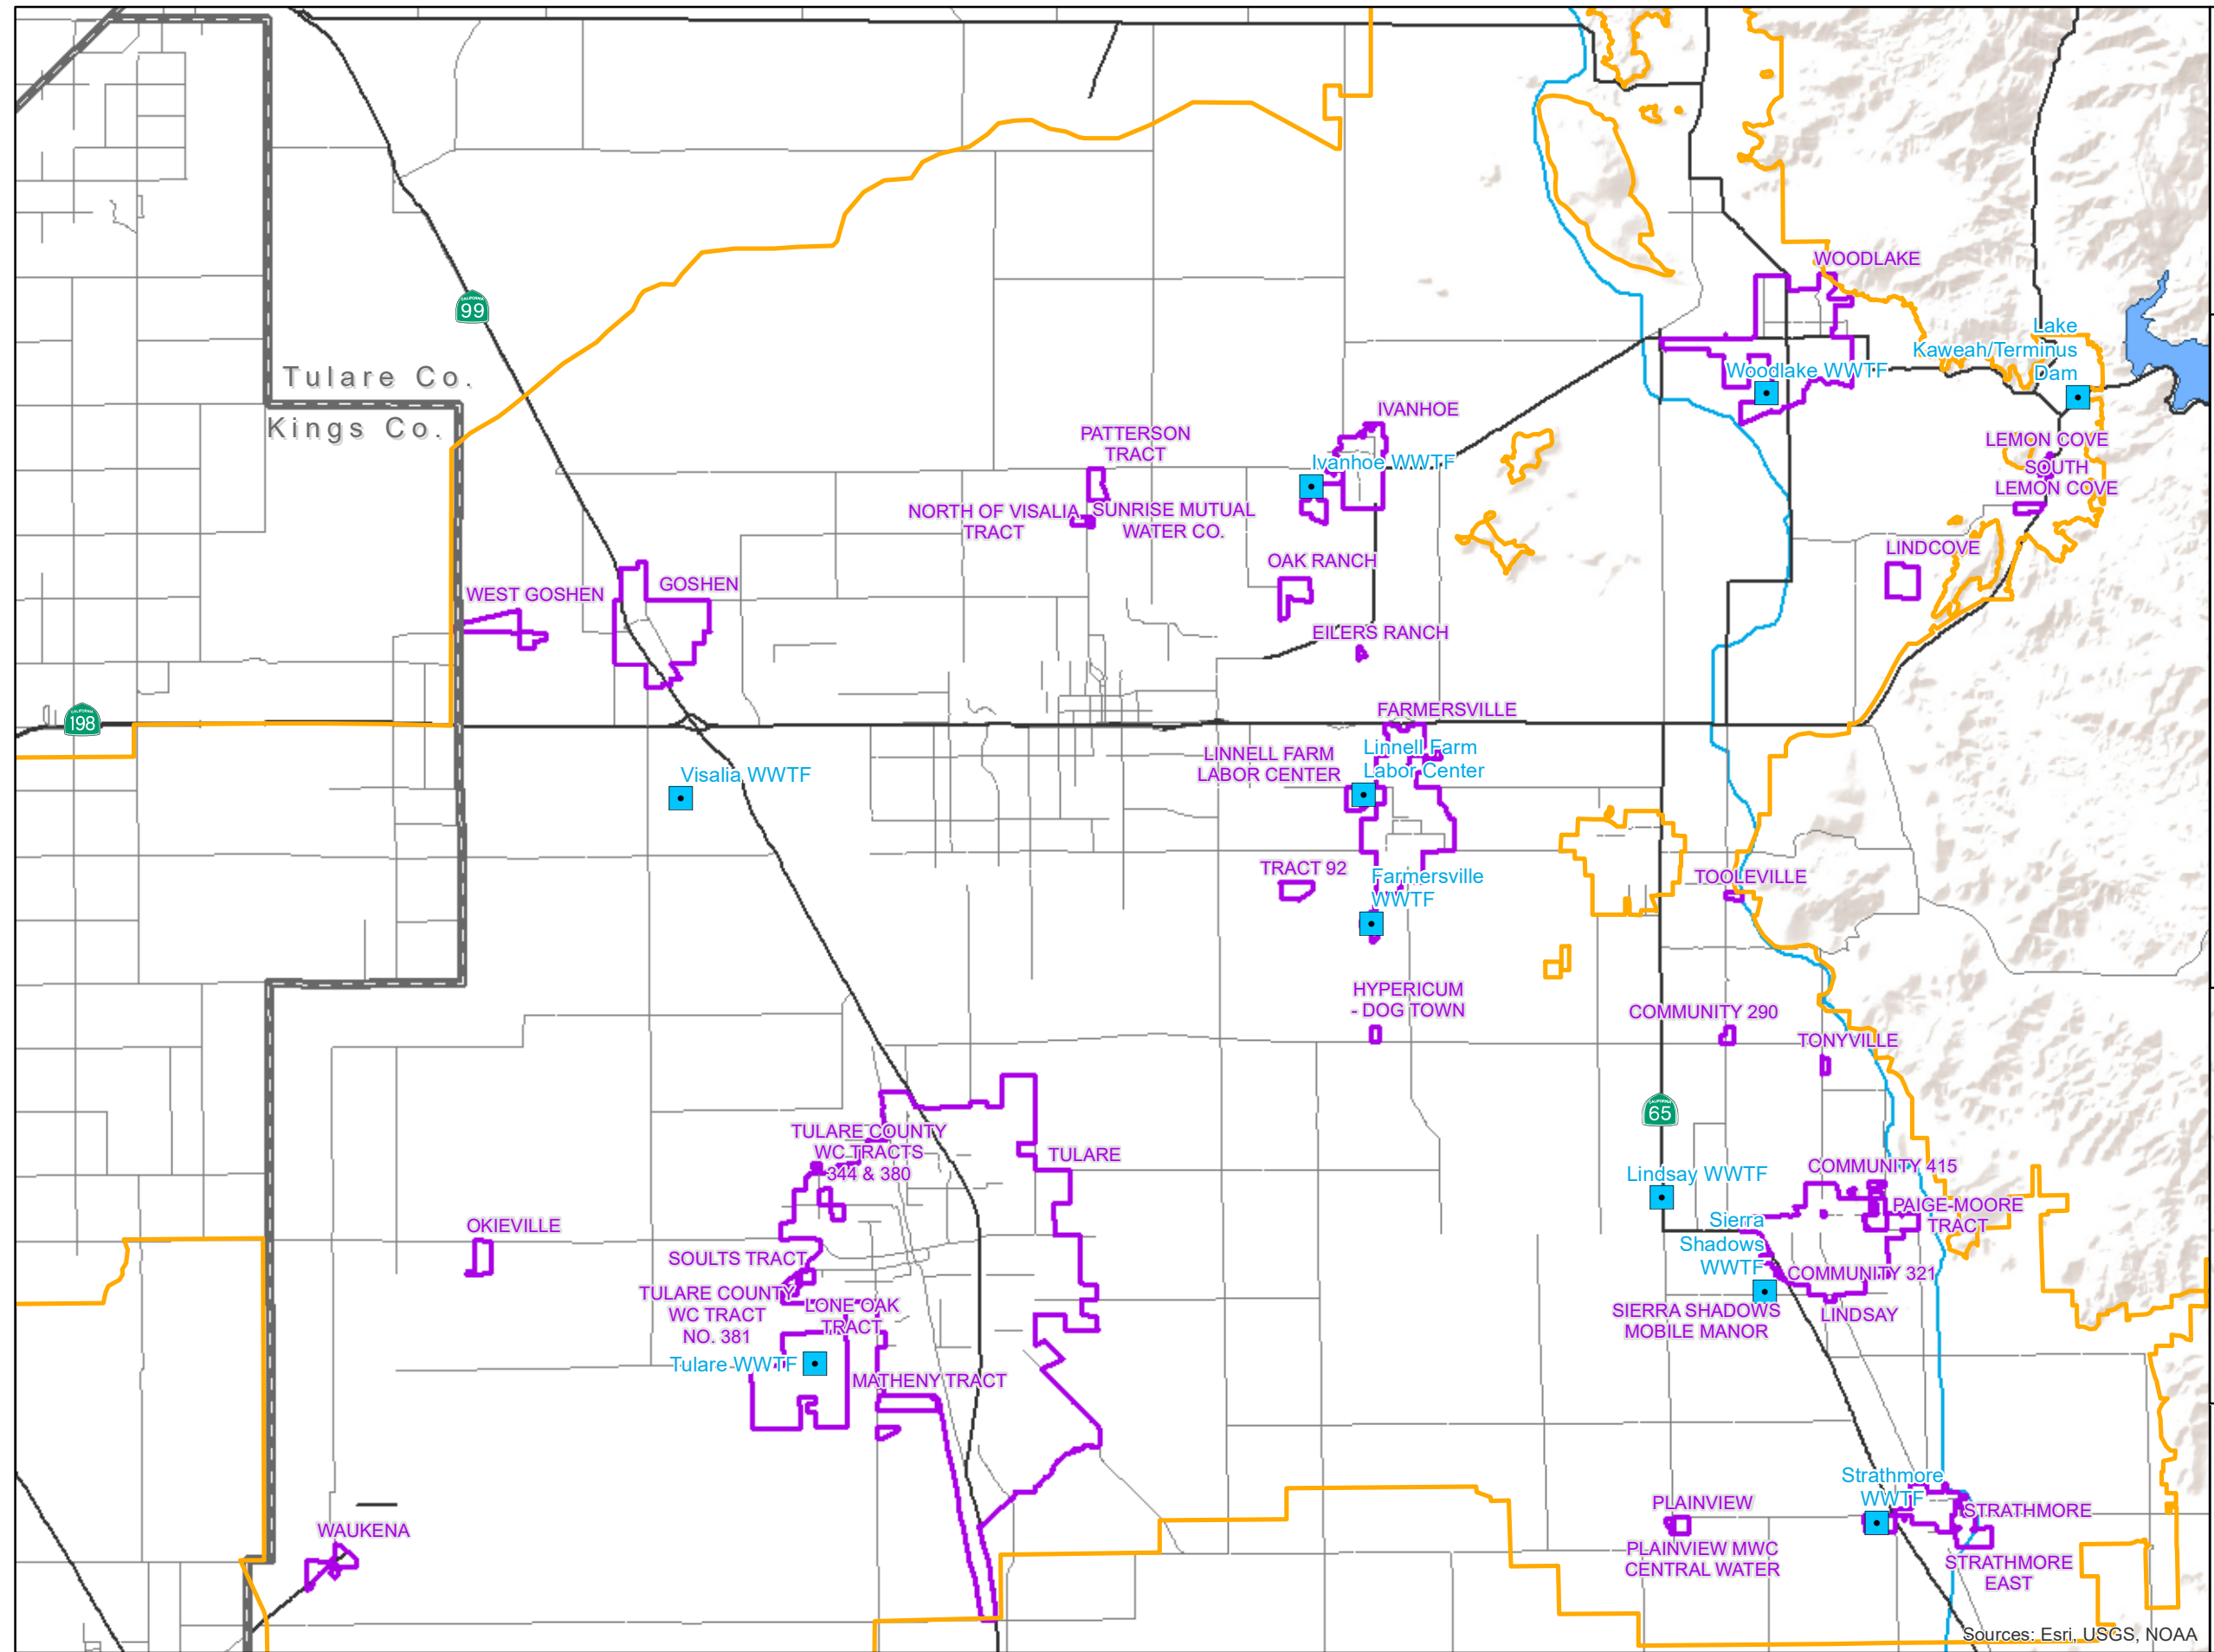 WOODLAKE
CALIFORNIA
99
Lake
Kaweah/Terminus
Dam
Woodlake WWTF
Tulare Co.
Kings Co.
IVANHOE
PATTERSON
TRACT
LEMON COVE
Ivanhoe WWTF
SOUTH
LEMON COVE
NORTH OF VISALIA
TRACT
SUNRISE MUTUAL
WATER CO.
LINDCOVE
OAK RANCH
WEST GOSHEN
GOSHEN
EILERS RANCH
CALIFORNIA
198
FARMERSVILLE
LINNELL FARM
LABOR CENTER
Linnell Farm
Labor Center
Visalia WWTF
TRACT 92
Farmersville
WWTF
TOOLEVILLE
HYPERICUM
- DOG TOWN
COMMUNITY 290
TONYVILLE
CALIFORNIA
65
TULARE COUNTY
WC TRACTS
344 & 380
TULARE
COMMUNITY 415
Lindsay WWTF
PAIGE-MOORE
TRACT
OKIEVILLE
Sierra
Shadows
WWTF
SOULTS TRACT
COMMUNITY 321
TULARE COUNTY
WC TRACT
NO. 381
LONE OAK
TRACT
SIERRA SHADOWS
MOBILE MANOR
LINDSAY
Tulare WWTF
MATHENY TRACT
Strathmore
WWTF
PLAINVIEW
STRATHMORE
WAUKENA
PLAINVIEW MWC
CENTRAL WATER
STRATHMORE
EAST
Sources: Esri, USGS, NOAA